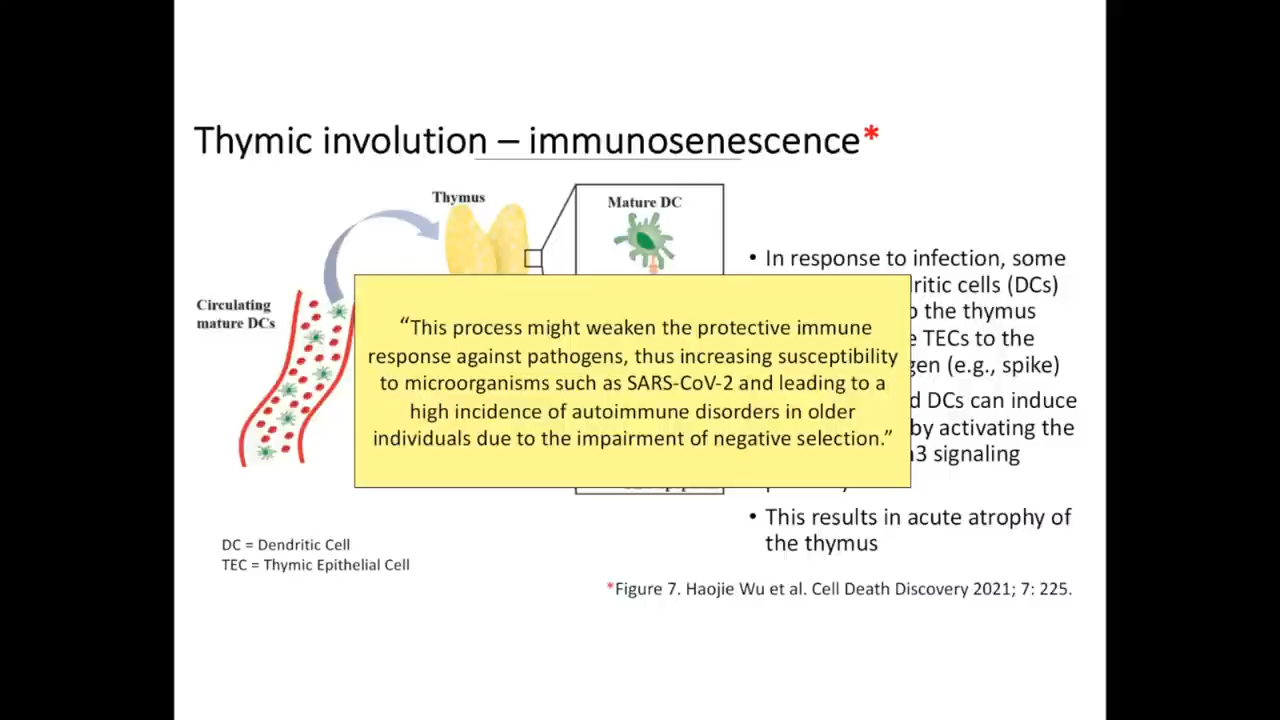 Thymic involution – immunosenescence*
Thymus
Mature DC
Circulating
mature DCs
• In response to infection, some
ritic cells (DCs)
the thymus
TECs to the
gen (e.g., spike)
DCs can induce
by activating the
3 signaling
• This results in acute atrophy of
the thymus
“This process might weaken the protective immune
response against pathogens, thus increasing susceptibility
to microorganisms such as SARS-CoV-2 and leading to a
high incidence of autoimmune disorders in older
individuals due to the impairment of negative selection.”
DC = Dendritic Cell
TEC = Thymic Epithelial Cell
*Figure 7. Haojie Wu et al. Cell Death Discovery 2021; 7: 225.